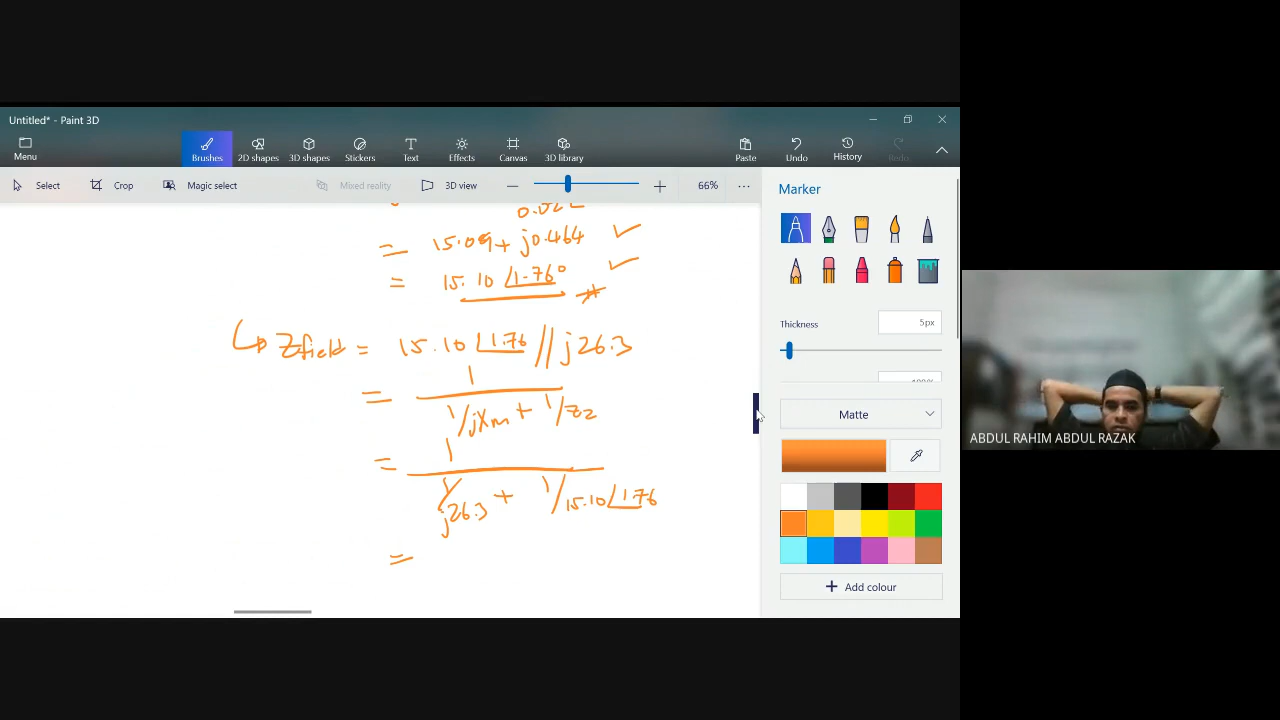 Untitled* - Paint 3D
Menu
Brushes
2D shapes
3D shapes
Stickers
Text
Effects
Canvas
3D library
Paste
Undo
History
Redo
Select
Crop
Magic select
Mixed reality
3D view
66%
Marker
Thickness
5px
Matte
Add colour
0.022
= 15.09 + j0.464 ✓
= 15.10 ∠1.76° ✓
↳ Zfield = 15.10 ∠1.76 // j26.3
= 1
1/jXm + 1/Z2
= 1
1/j26.3 + 1/15.10∠1.76
=
ABDUL RAHIM ABDUL RAZAK